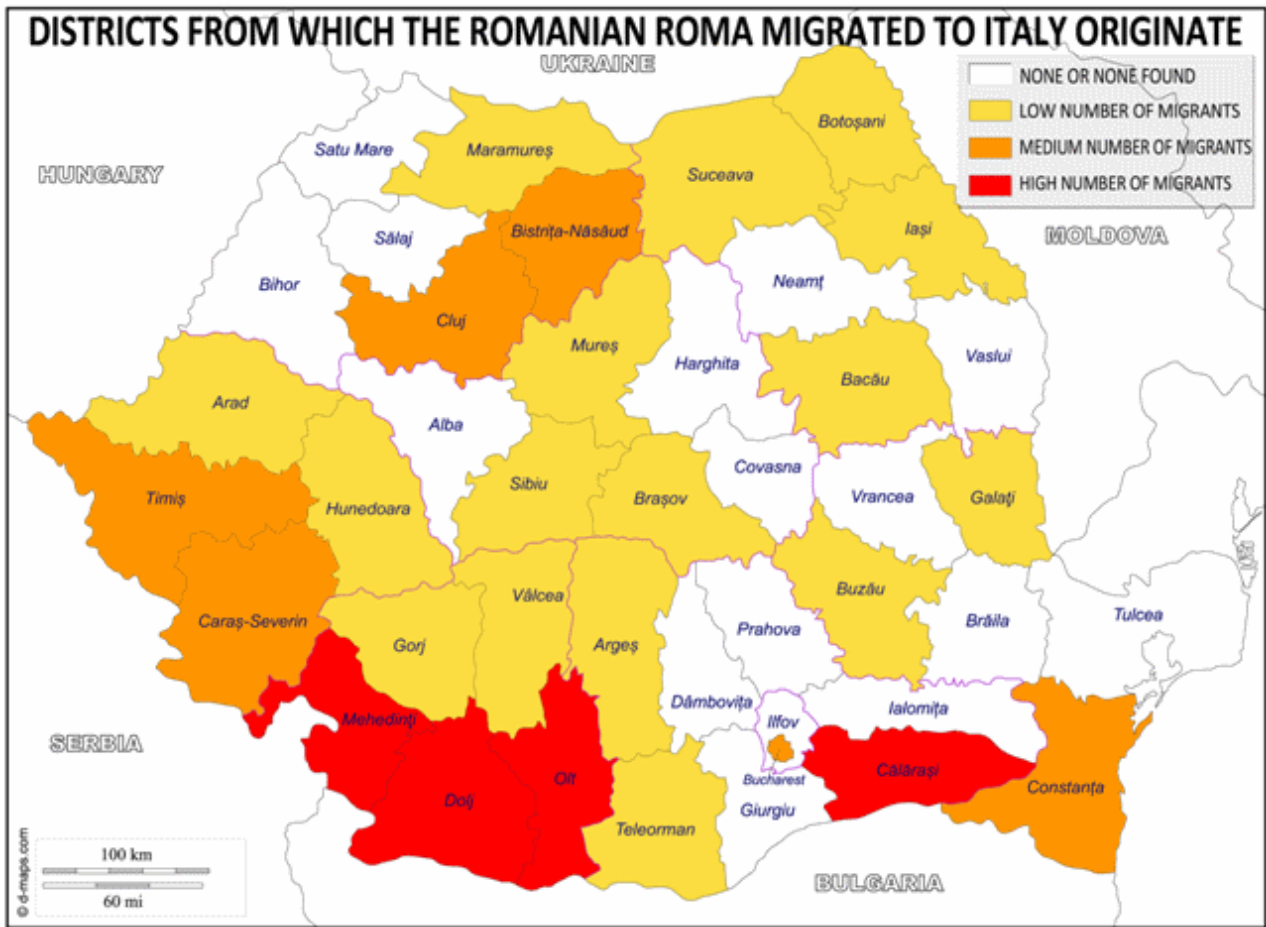 DISTRICTS FROM WHICH THE ROMANIAN ROMA MIGRATED TO ITALY ORIGINATE
UKRAINE
NONE OR NONE FOUND
LOW NUMBER OF MIGRANTS
MEDIUM NUMBER OF MIGRANTS
HIGH NUMBER OF MIGRANTS
Botoșani
Satu Mare
Maramureș
Suceava
HUNGARY
Bistrița-Năsăud
Iași
Sălaj
MOLDOVA
Bihor
Neamț
Cluj
Mureș
Harghita
Vaslui
Bacău
Arad
Alba
Covasna
Timiș
Sibiu
Brașov
Vrancea
Galați
Hunedoara
Vâlcea
Buzău
Caraș-Severin
Gorj
Argeș
Prahova
Brăila
Tulcea
Dâmbovița
Ialomița
Mehedinți
Ilfov
SERBIA
Olt
Călărași
Bucharest
Constanța
Dolj
Giurgiu
Teleorman
100 km
60 mi
BULGARIA
© d-maps.com